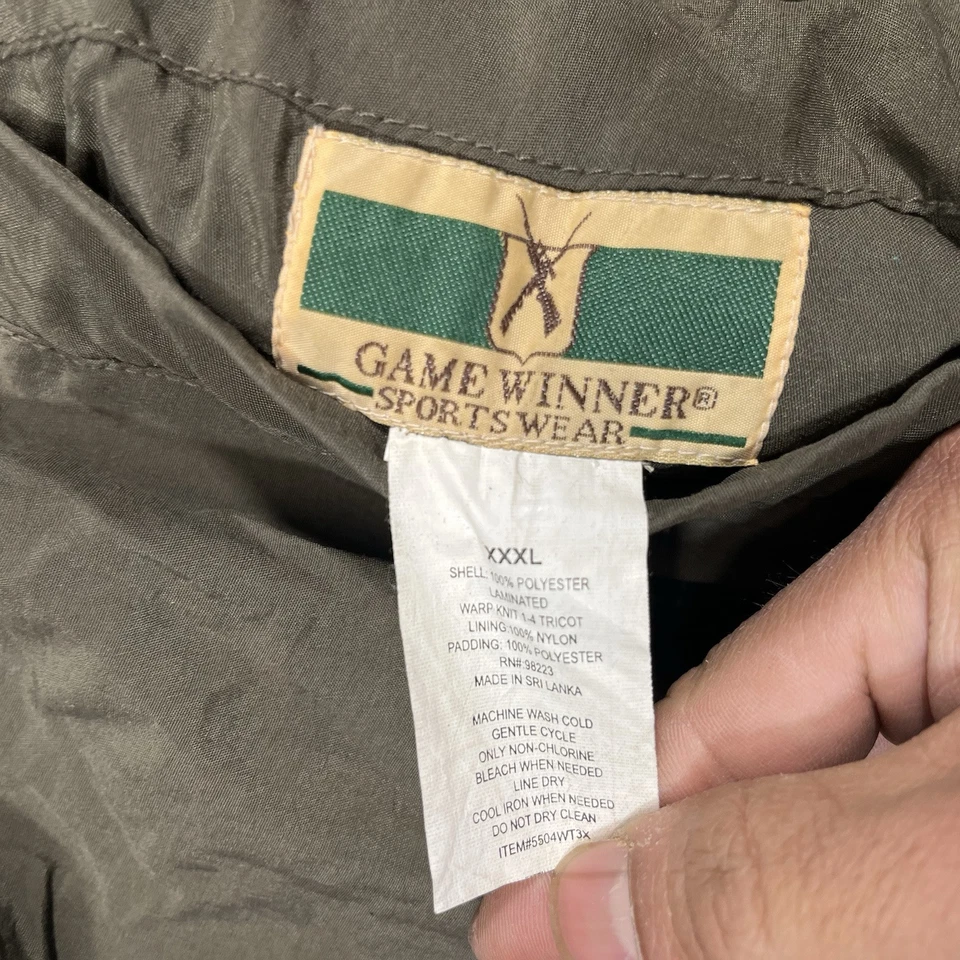 GAME WINNER®
SPORTSWEAR
XXXL
SHELL: 100% POLYESTER
LAMINATED
WARP KNIT 1-4 TRICOT
LINING:100% NYLON
PADDING: 100% POLYESTER
RN#:98223
MADE IN SRI LANKA
MACHINE WASH COLD
GENTLE CYCLE
ONLY NON-CHLORINE
BLEACH WHEN NEEDED
LINE DRY
COOL IRON WHEN NEEDED
DO NOT DRY CLEAN
ITEM#5504WT3X